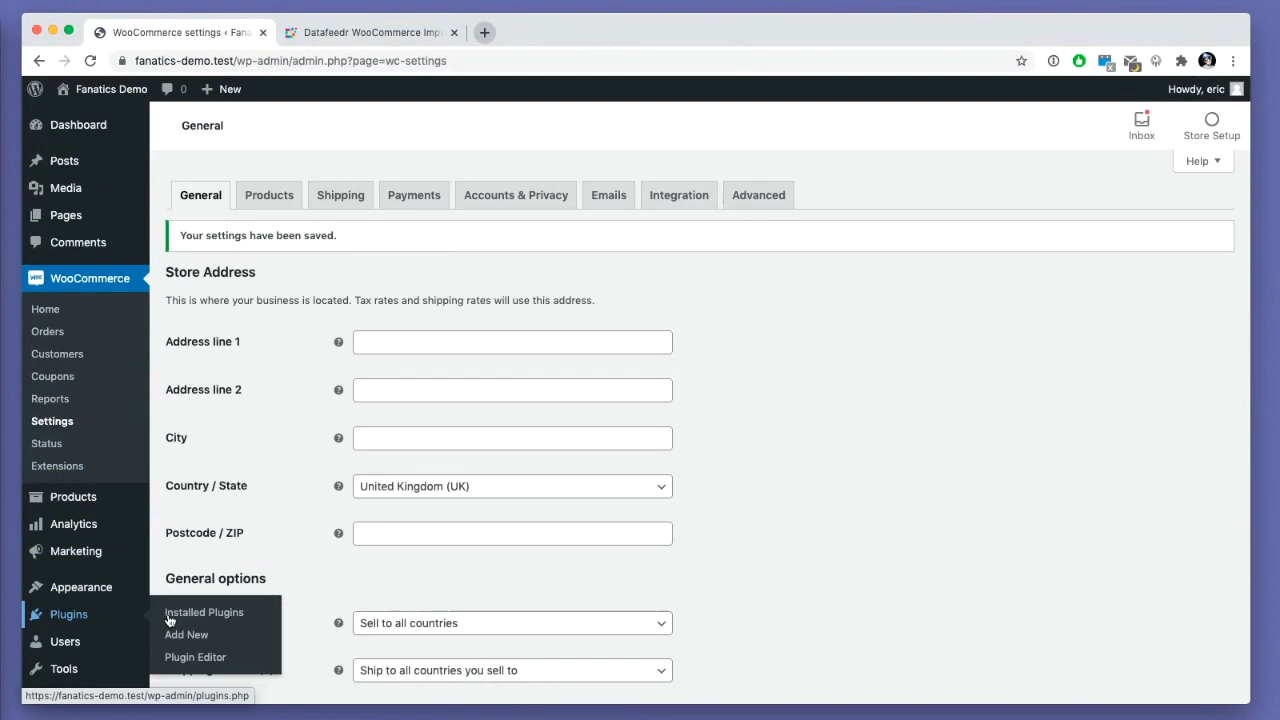 WooCommerce settings ‹ Fana
Datafeedr WooCommerce Imp
fanatics-demo.test/wp-admin/admin.php?page=wc-settings
Fanatics Demo
0
New
Howdy, eric
Dashboard
Posts
Media
Pages
Comments
WooCommerce
Home
Orders
Customers
Coupons
Reports
Settings
Status
Extensions
Products
Analytics
Marketing
Appearance
Plugins
Users
Tools
Installed Plugins
Add New
Plugin Editor
https://fanatics-demo.test/wp-admin/plugins.php
General
Inbox
Store Setup
Help
General
Products
Shipping
Payments
Accounts & Privacy
Emails
Integration
Advanced
Your settings have been saved.
Store Address
This is where your business is located. Tax rates and shipping rates will use this address.
Address line 1
Address line 2
City
Country / State
United Kingdom (UK)
Postcode / ZIP
General options
Sell to all countries
Ship to all countries you sell to